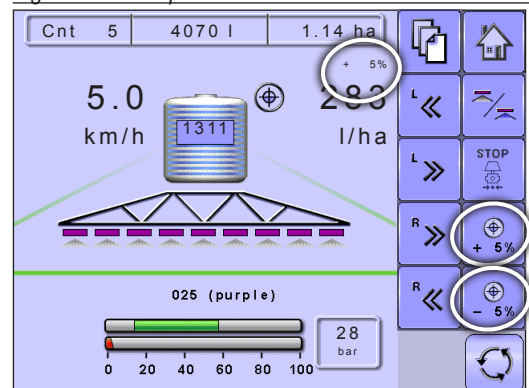 Cnt 5 4070 l 1.14 ha
+ 5%
5.0 283
km/h l/ha
1311
L
L
STOP
R
+ 5%
R
- 5%
025 (purple)
28
bar
0 20 40 60 80 100